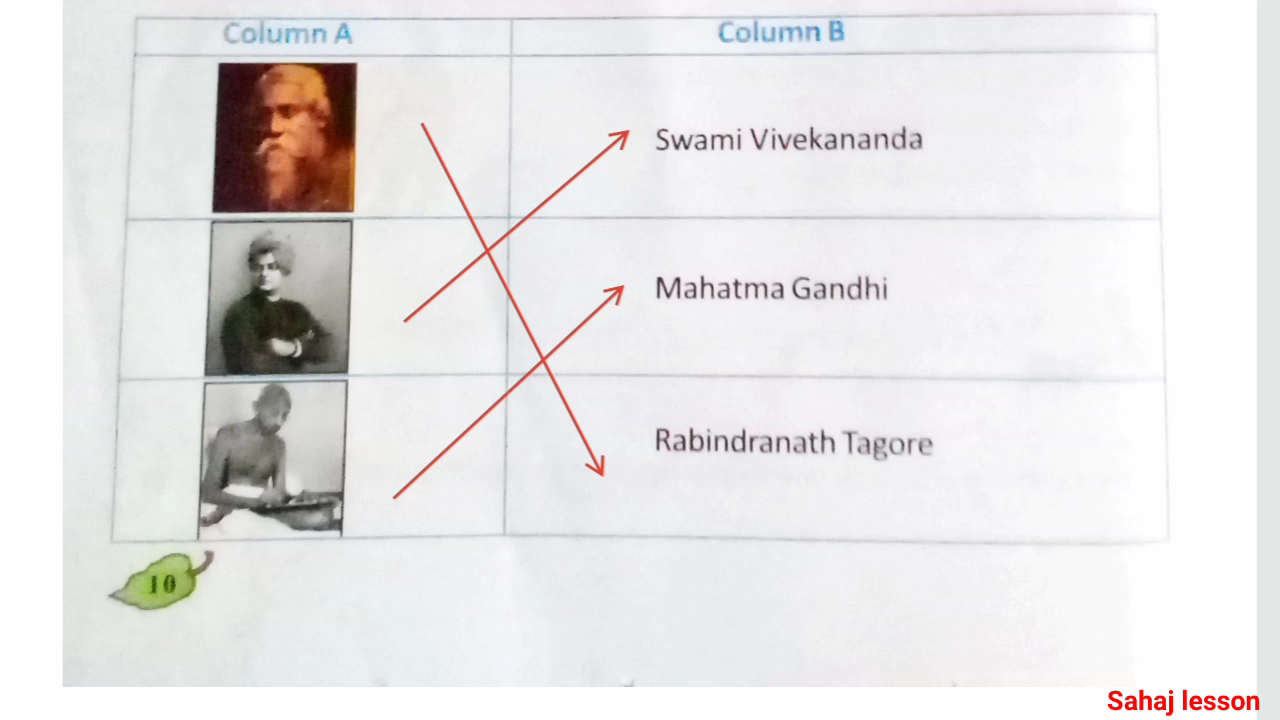 Column A Column B
Swami Vivekananda
Mahatma Gandhi
Rabindranath Tagore
10
Sahaj lesson